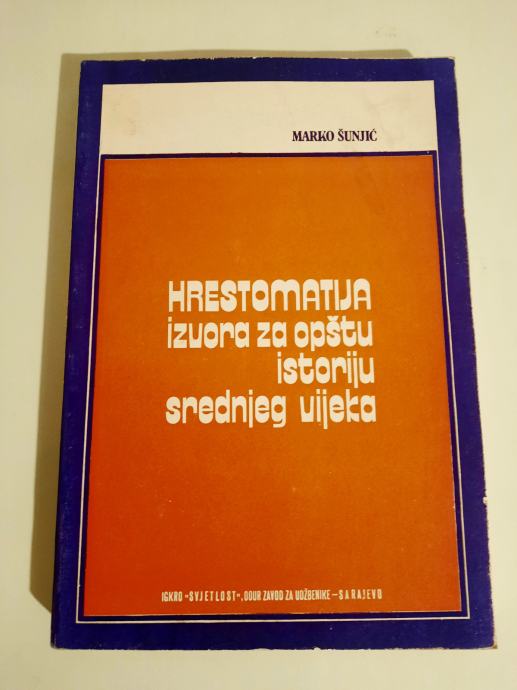 MARKO ŠUNJIĆ
HRESTOMATIJA
izvora za opštu
istoriju
srednjeg vijeka
IGKRO »SVJETLOST«, OOUR ZAVOD ZA UDŽBENIKE — SARAJEVO